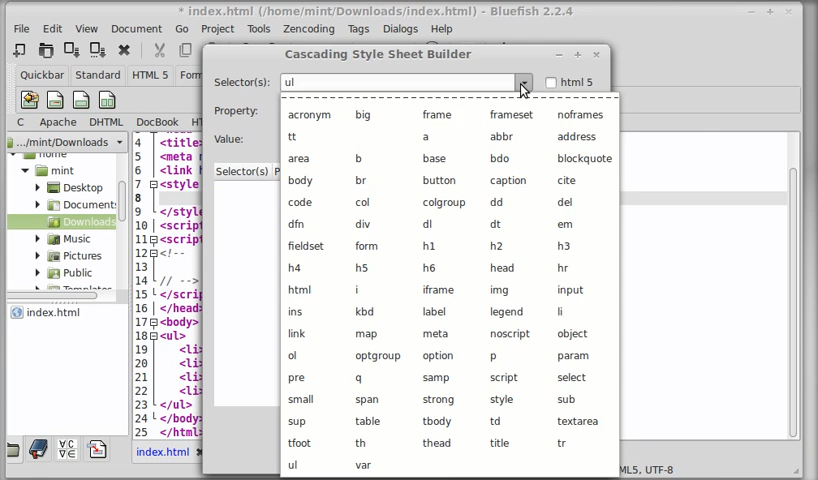 * index.html (/home/mint/Downloads/index.html) - Bluefish 2.2.4
File Edit View Document Go Project Tools Zencoding Tags Dialogs Help
Quickbar Standard HTML 5
C Apache DHTML DocBook
.../mint/Downloads
mint
Desktop
Documents
Downloads
Music
Pictures
Public
index.html
4 <title>
5 <meta
6 <link
7 <style
8
9 </style
10 <script
11 <script
12 <!--
13
14 // -->
15 </scrip
16 </head>
17 <body>
18 <ul>
19 <li>
20 <li>
21 <li>
22 <li>
23 </ul>
24 </body>
25 </html>
index.html
Cascading Style Sheet Builder
Selector(s): ul html 5
Property:
Value:
Selector(s)
acronym big frame frameset noframes
tt a abbr address
area b base bdo blockquote
body br button caption cite
code col colgroup dd del
dfn div dl dt em
fieldset form h1 h2 h3
h4 h5 h6 head hr
html i iframe img input
ins kbd label legend li
link map meta noscript object
ol optgroup option p param
pre q samp script select
small span strong style sub
sup table tbody td textarea
tfoot th thead title tr
ul var
UTF-8